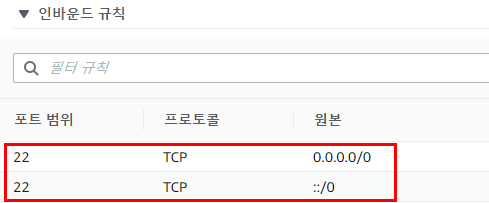 인바운드 규칙
필터 규칙
포트 범위 프로토콜 원본
22 TCP 0.0.0.0/0
22 TCP ::/0